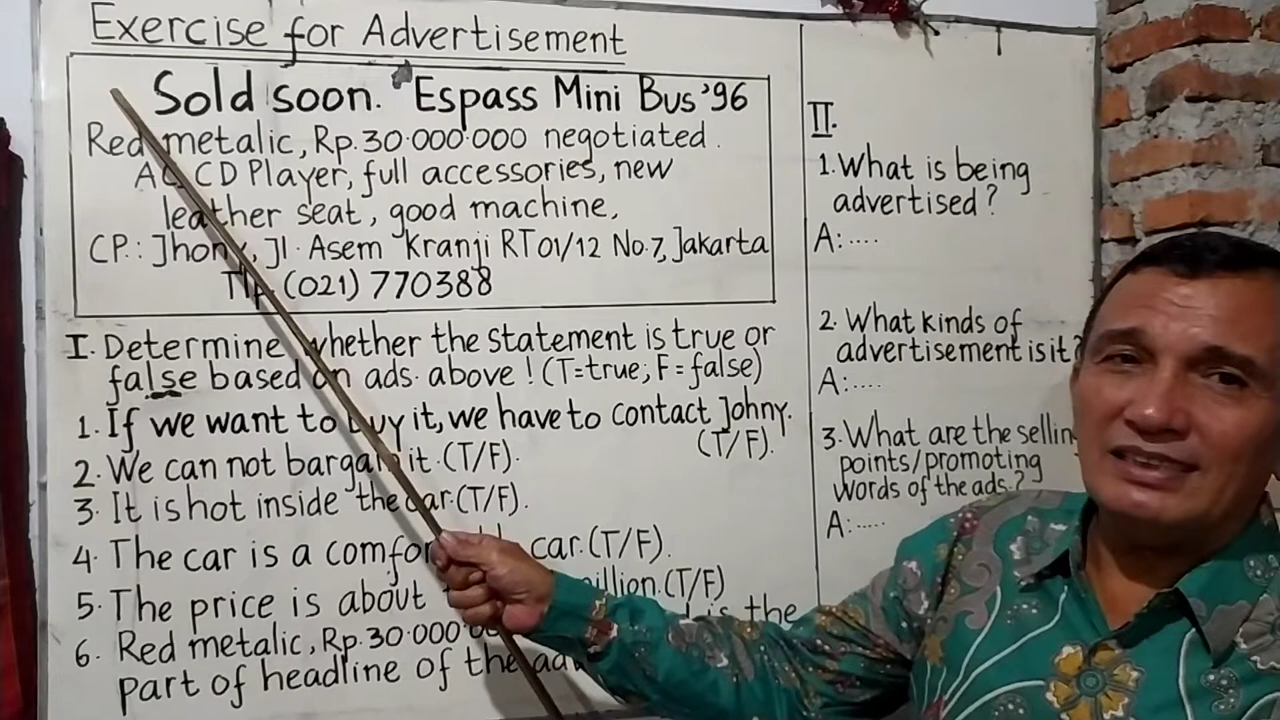 Exercise for Advertisement
Sold soon. "Espass Mini Bus '96
Red metalic, Rp. 30.000.000 negotiated.
AC, CD Player, full accessories, new
leather seat, good machine,
CP.: Jhony, Jl. Asem Kranji RT 01/12 No.7, Jakarta
Tlp (021) 770388
I. Determine whether the statement is true or
false based on ads. above! (T=true; F=false)
1. If we want to buy it, we have to contact Johny.
(T/F).
2. We can not bargain it.(T/F).
3. It is hot inside the car.(T/F).
4. The car is a car.(T/F).
5. The price is about (T/F)
6. Red metalic, Rp.30.000 is the
part of headline of the
II.
1. What is being
advertised?
A:....
2. What kinds of
advertisement is it?
A:....
3. What are the
points/promoting
words of the ads.?
A:.....